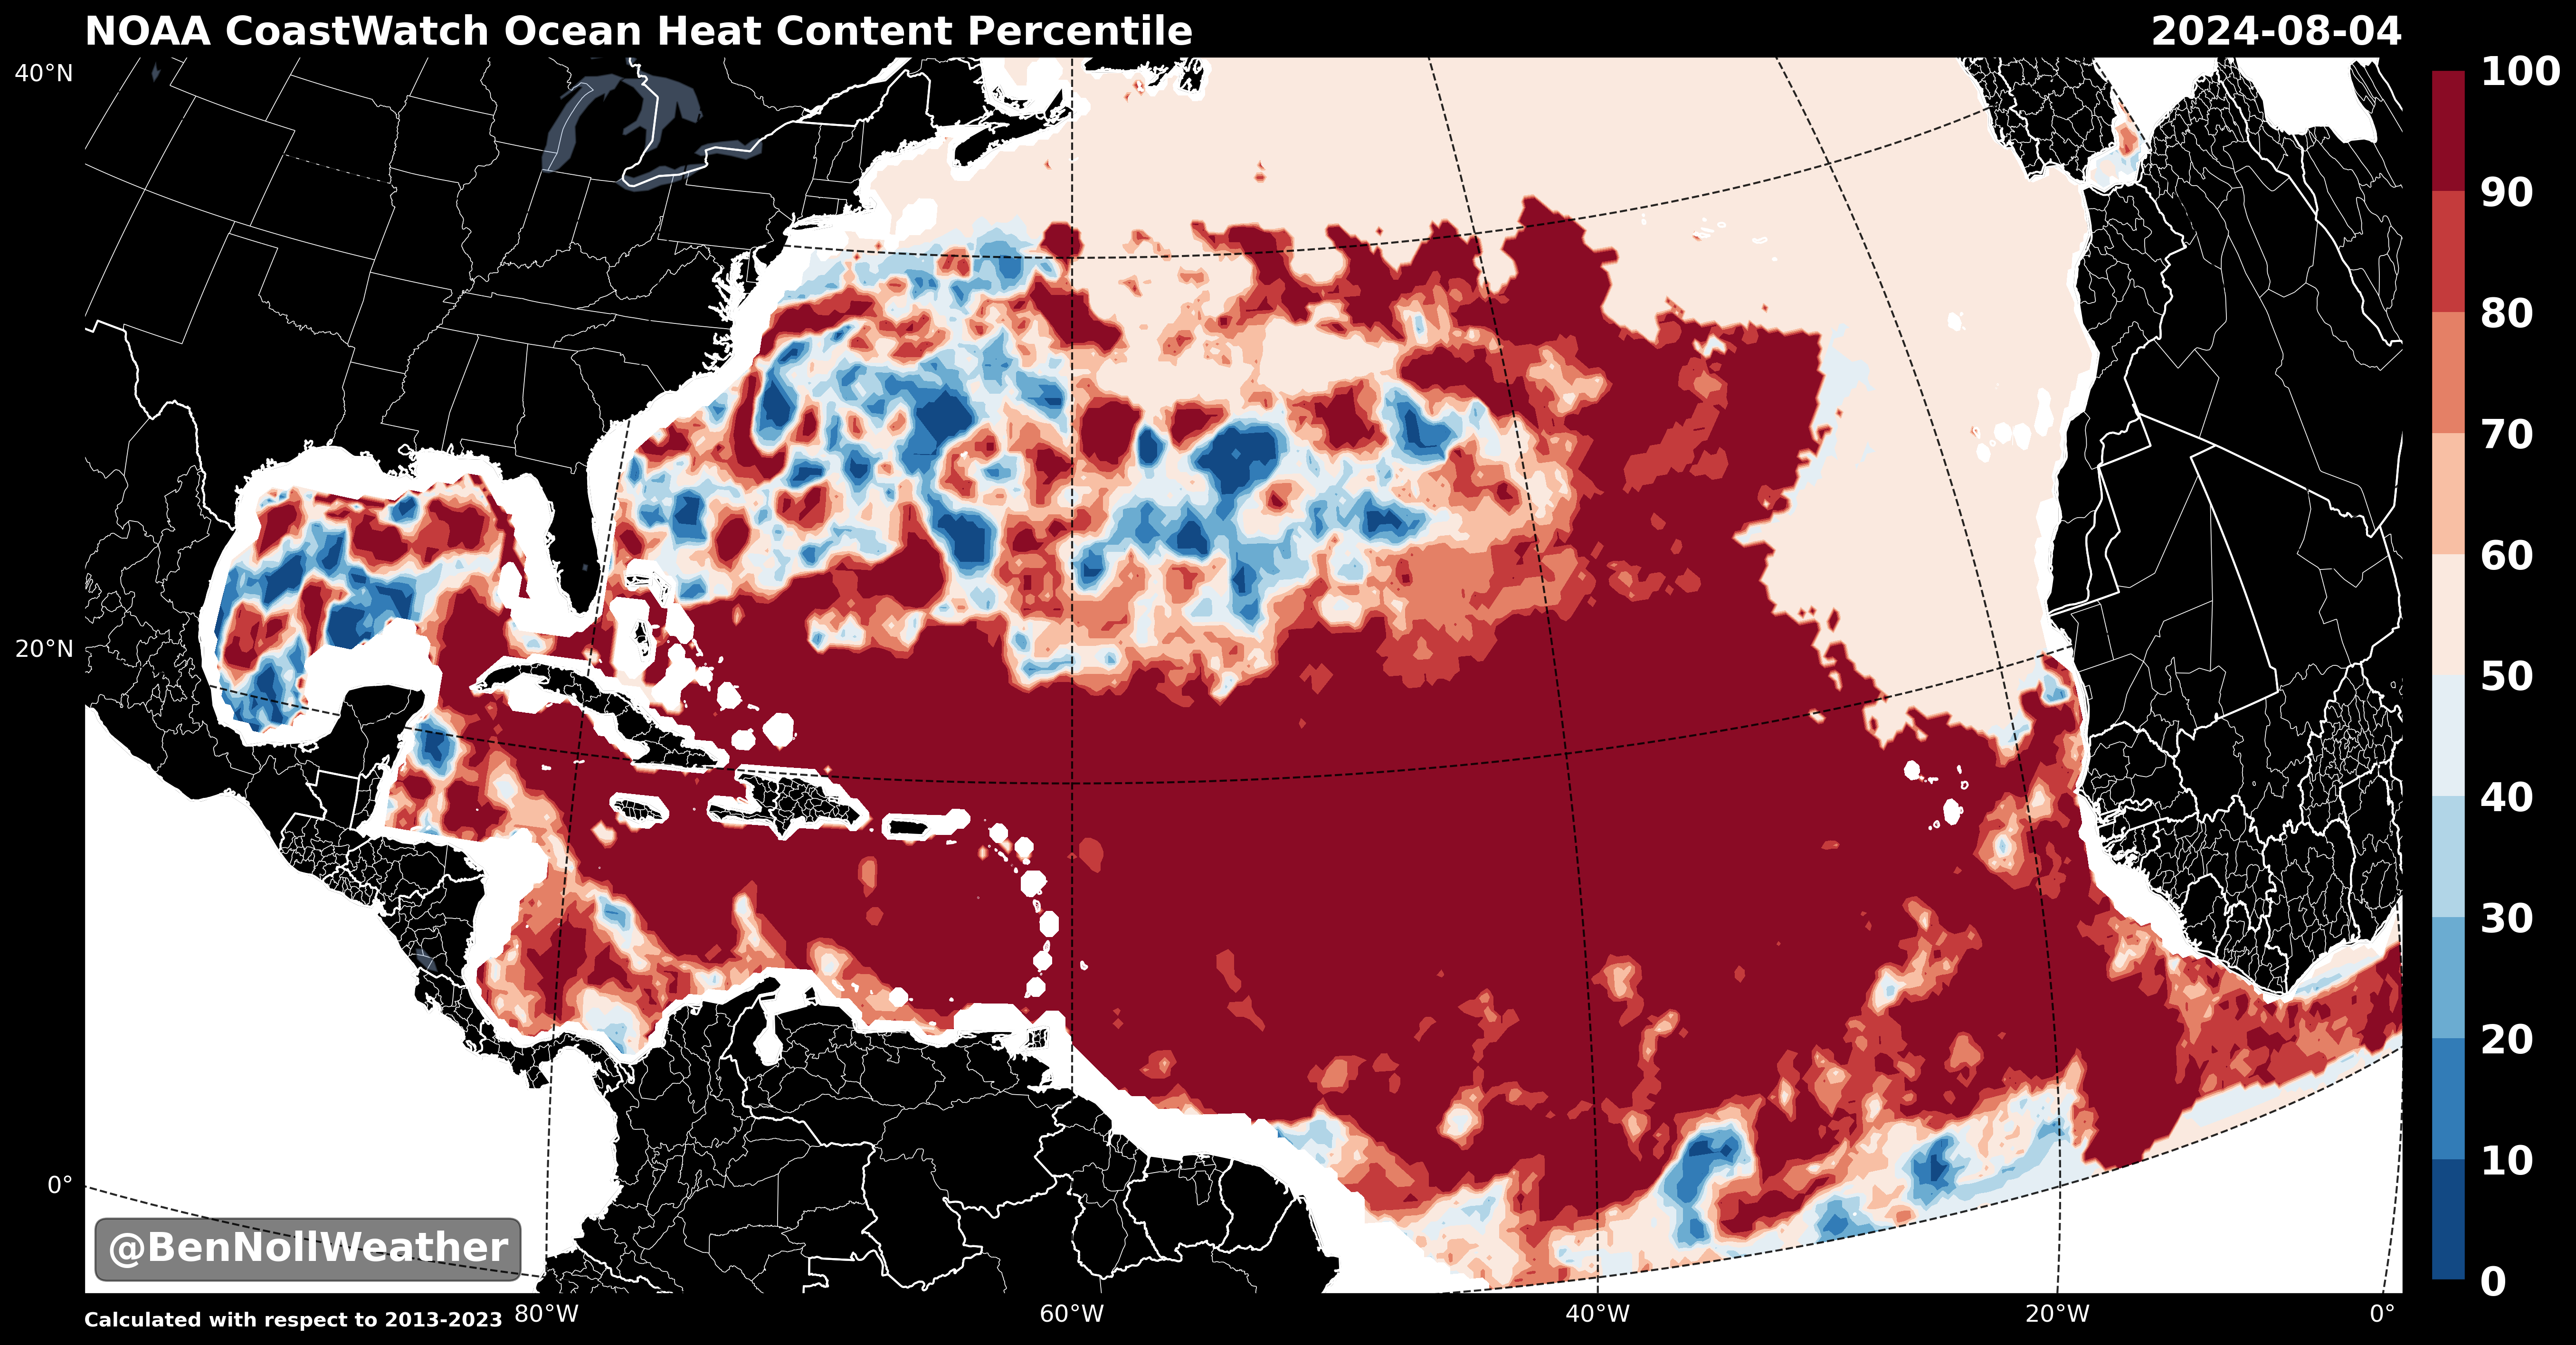 NOAA CoastWatch Ocean Heat Content Percentile 2024-08-04
40°N
20°N
0°
100
90
80
70
60
50
40
30
20
10
0
@BenNollWeather
Calculated with respect to 2013-2023 80°W 60°W 40°W 20°W 0°